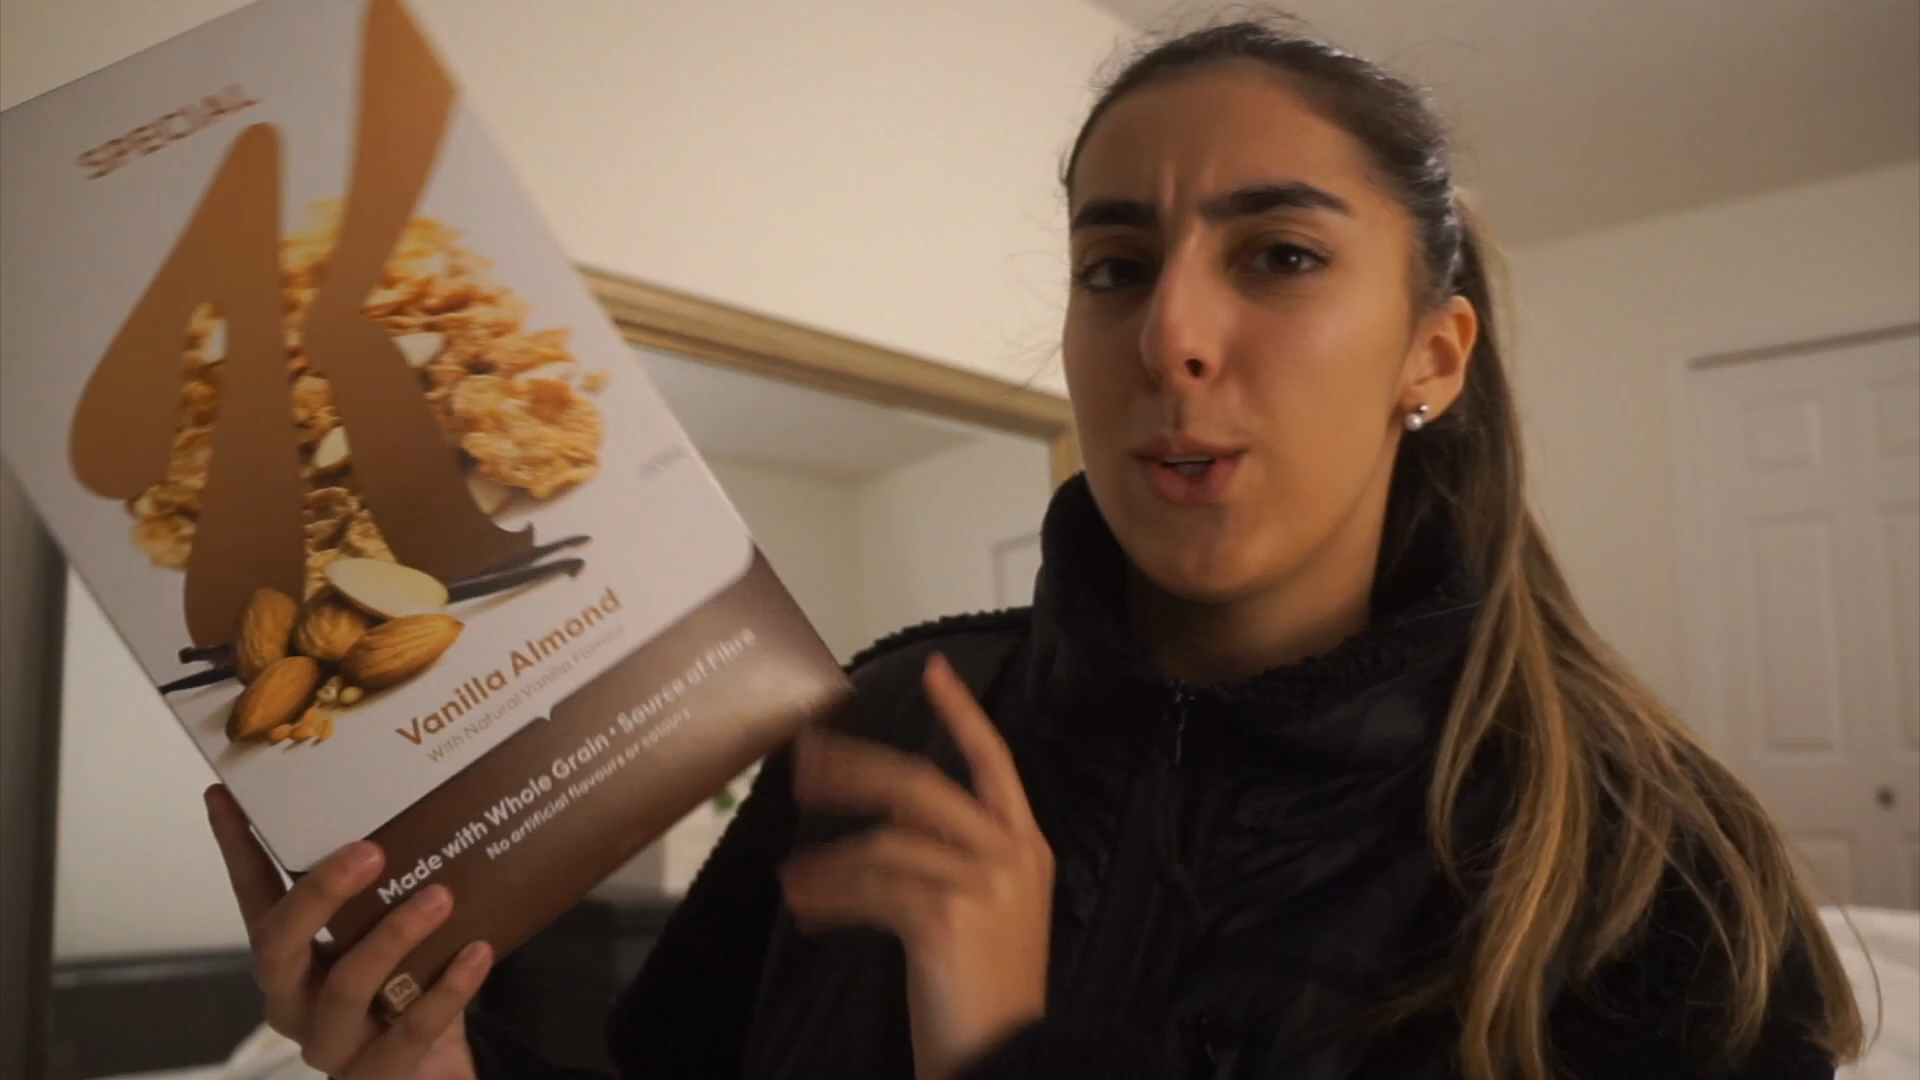 SPECIAL
K
Vanilla Almond
With Natural Vanilla Flavour
Made with Whole Grain • Source of Fibre
No artificial flavours or colours